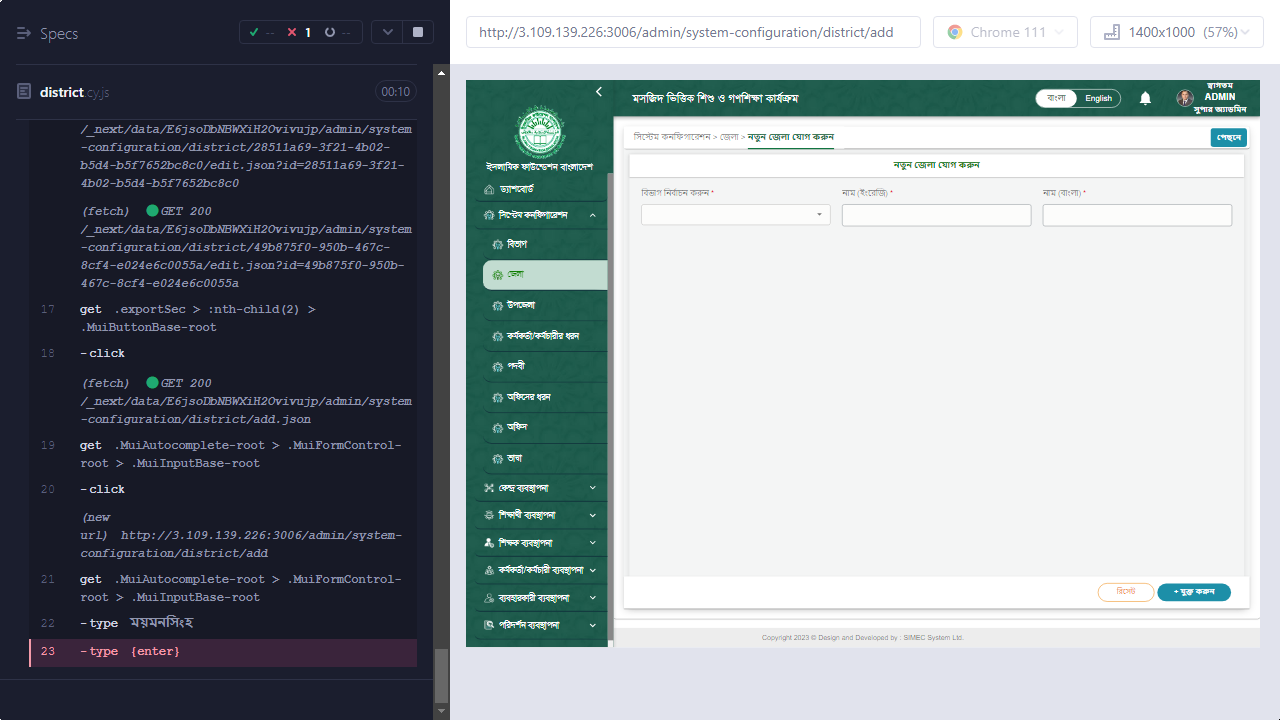 Specs
-- 1 --
district.cy.js 00:10
/_next/data/E6jsoDbNBWXiH2Ovivujp/admin/system
-configuration/district/28511a69-3f21-4b02-
b5d4-b5f7652bc8c0/edit.json?id=28511a69-3f21-
4b02-b5d4-b5f7652bc8c0
(fetch) GET 200
/_next/data/E6jsoDbNBWXiH2Ovivujp/admin/system
-configuration/district/49b875f0-950b-467c-
8cf4-e024e6c0055a/edit.json?id=49b875f0-950b-
467c-8cf4-e024e6c0055a
17 get .exportSec > :nth-child(2) >
.MuiButtonBase-root
18 -click
(fetch) GET 200
/_next/data/E6jsoDbNBWXiH2Ovivujp/admin/system
-configuration/district/add.json
19 get .MuiAutocomplete-root > .MuiFormControl-
root > .MuiInputBase-root
20 -click
(new
url) http://3.109.139.226:3006/admin/system-
configuration/district/add
21 get .MuiAutocomplete-root > .MuiFormControl-
root > .MuiInputBase-root
22 -type ময়মনসিংহ
23 -type {enter}
http://3.109.139.226:3006/admin/system-configuration/district/add
Chrome 111
1400x1000 (57%)
ইসলামিক ফাউন্ডেশন বাংলাদেশ
ড্যাশবোর্ড
সিস্টেম কনফিগারেশন
বিভাগ
জেলা
উপজেলা
কর্মকর্তা/কর্মচারীর ধরন
পদবী
অফিসের ধরন
অফিস
ভাষা
কেন্দ্র ব্যবস্থাপনা
শিক্ষার্থী ব্যবস্থাপনা
শিক্ষক ব্যবস্থাপনা
কর্মকর্তা/কর্মচারী ব্যবস্থাপনা
ব্যবহারকারী ব্যবস্থাপনা
পরিদর্শন ব্যবস্থাপনা
মসজিদ ভিত্তিক শিশু ও গণশিক্ষা কার্যক্রম
বাংলা English
স্বাগতম
ADMIN
সুপার অ্যাডমিন
সিস্টেম কনফিগারেশন > জেলা > নতুন জেলা যোগ করুন
পেছনে
নতুন জেলা যোগ করুন
বিভাগ নির্বাচন করুন * নাম (ইংরেজি) * নাম (বাংলা) *
রিসেট + যুক্ত করুন
Copyright 2023 © Design and Developed by : SIMEC System Ltd.